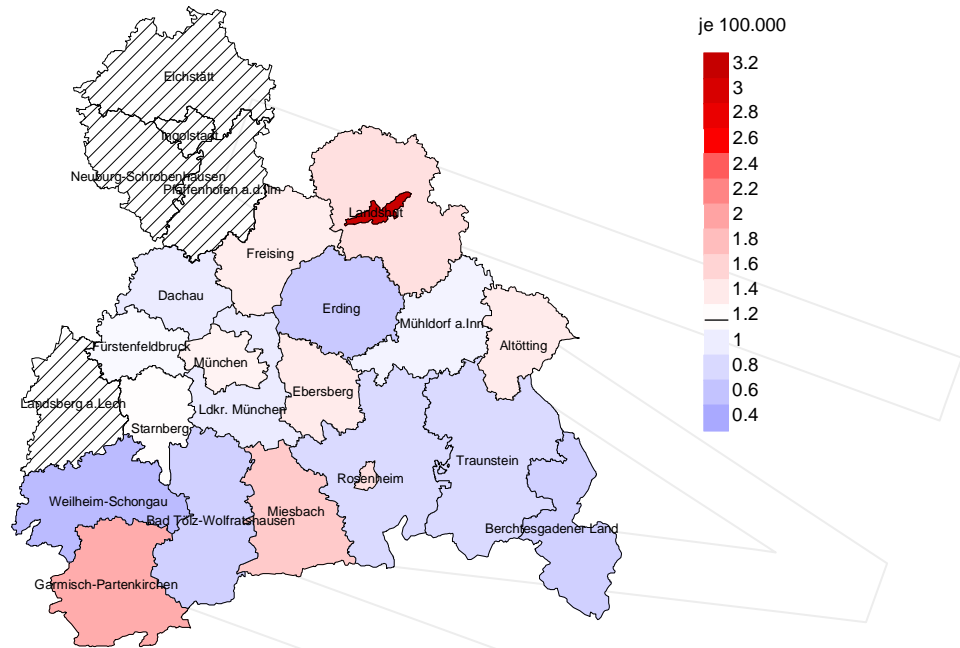 je 100.000
3.2
3
2.8
2.6
2.4
2.2
2
1.8
1.6
1.4
1.2
1
0.8
0.6
0.4
Eichstätt
Ingolstadt
Neuburg-Schrobenhausen
Pfaffenhofen a.d.Ilm
Landshut
Freising
Dachau
Erding
Mühldorf a.Inn
Altötting
Fürstenfeldbruck
München
Ebersberg
Landsberg a.Lech
Ldkr. München
Starnberg
Traunstein
Rosenheim
Weilheim-Schongau
Miesbach
Bad Tölz-Wolfratshausen
Berchtesgadener Land
Garmisch-Partenkirchen